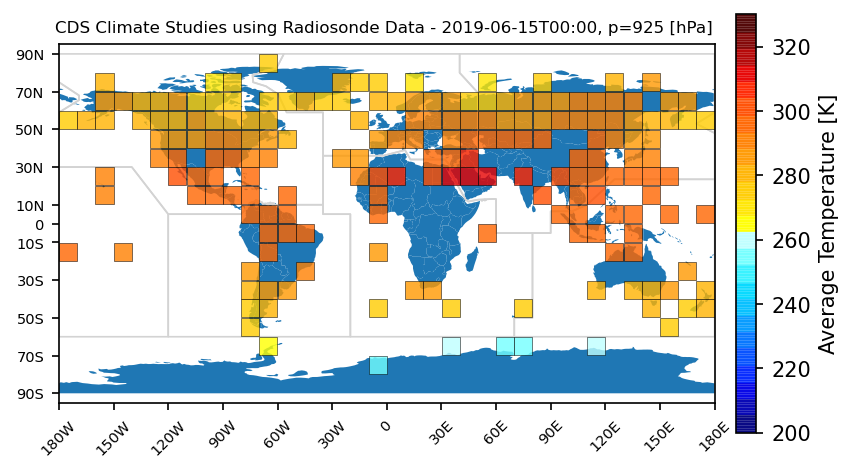 CDS Climate Studies using Radiosonde Data - 2019-06-15T00:00, p=925 [hPa]
90N
70N
50N
30N
10N
0
10S
30S
50S
70S
90S
180W
150W
120W
90W
60W
30W
0
30E
60E
90E
120E
150E
180E
320
300
280
260
240
220
200
Average Temperature [K]